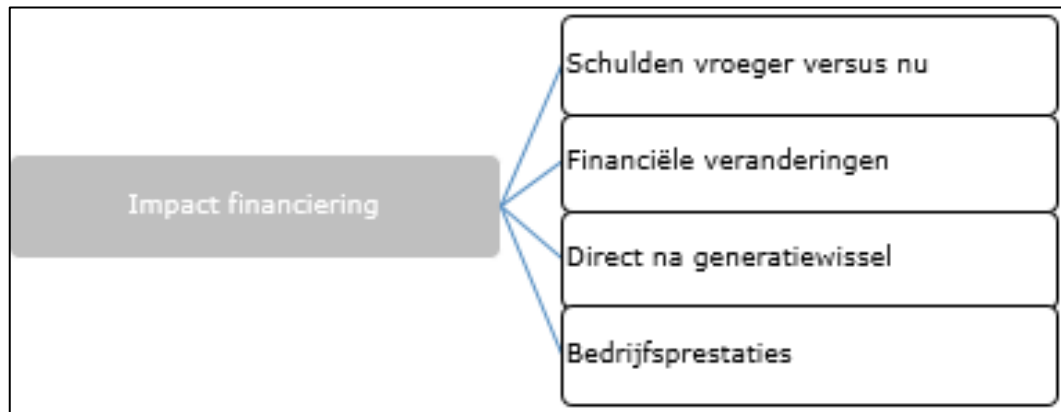 Impact financiering
Schulden vroeger versus nu
Financiële veranderingen
Direct na generatiewissel
Bedrijfsprestaties